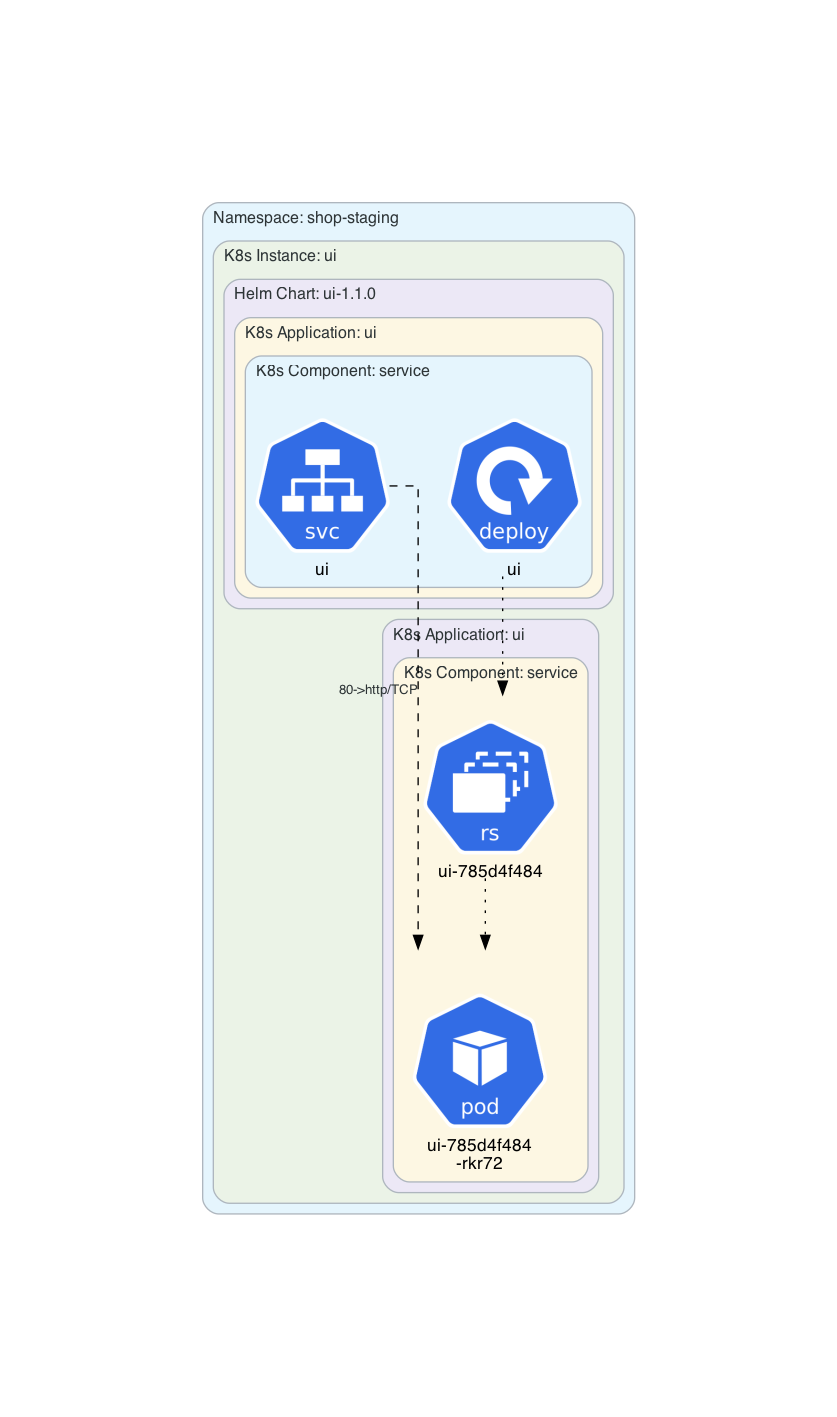 Namespace: shop-staging
K8s Instance: ui
Helm Chart: ui-1.1.0
K8s Application: ui
K8s Component: service
svc
deploy
ui
ui
K8s Application: ui
K8s Component: service
80->http/TCP
rs
ui-785d4f484
pod
ui-785d4f484
-rkr72